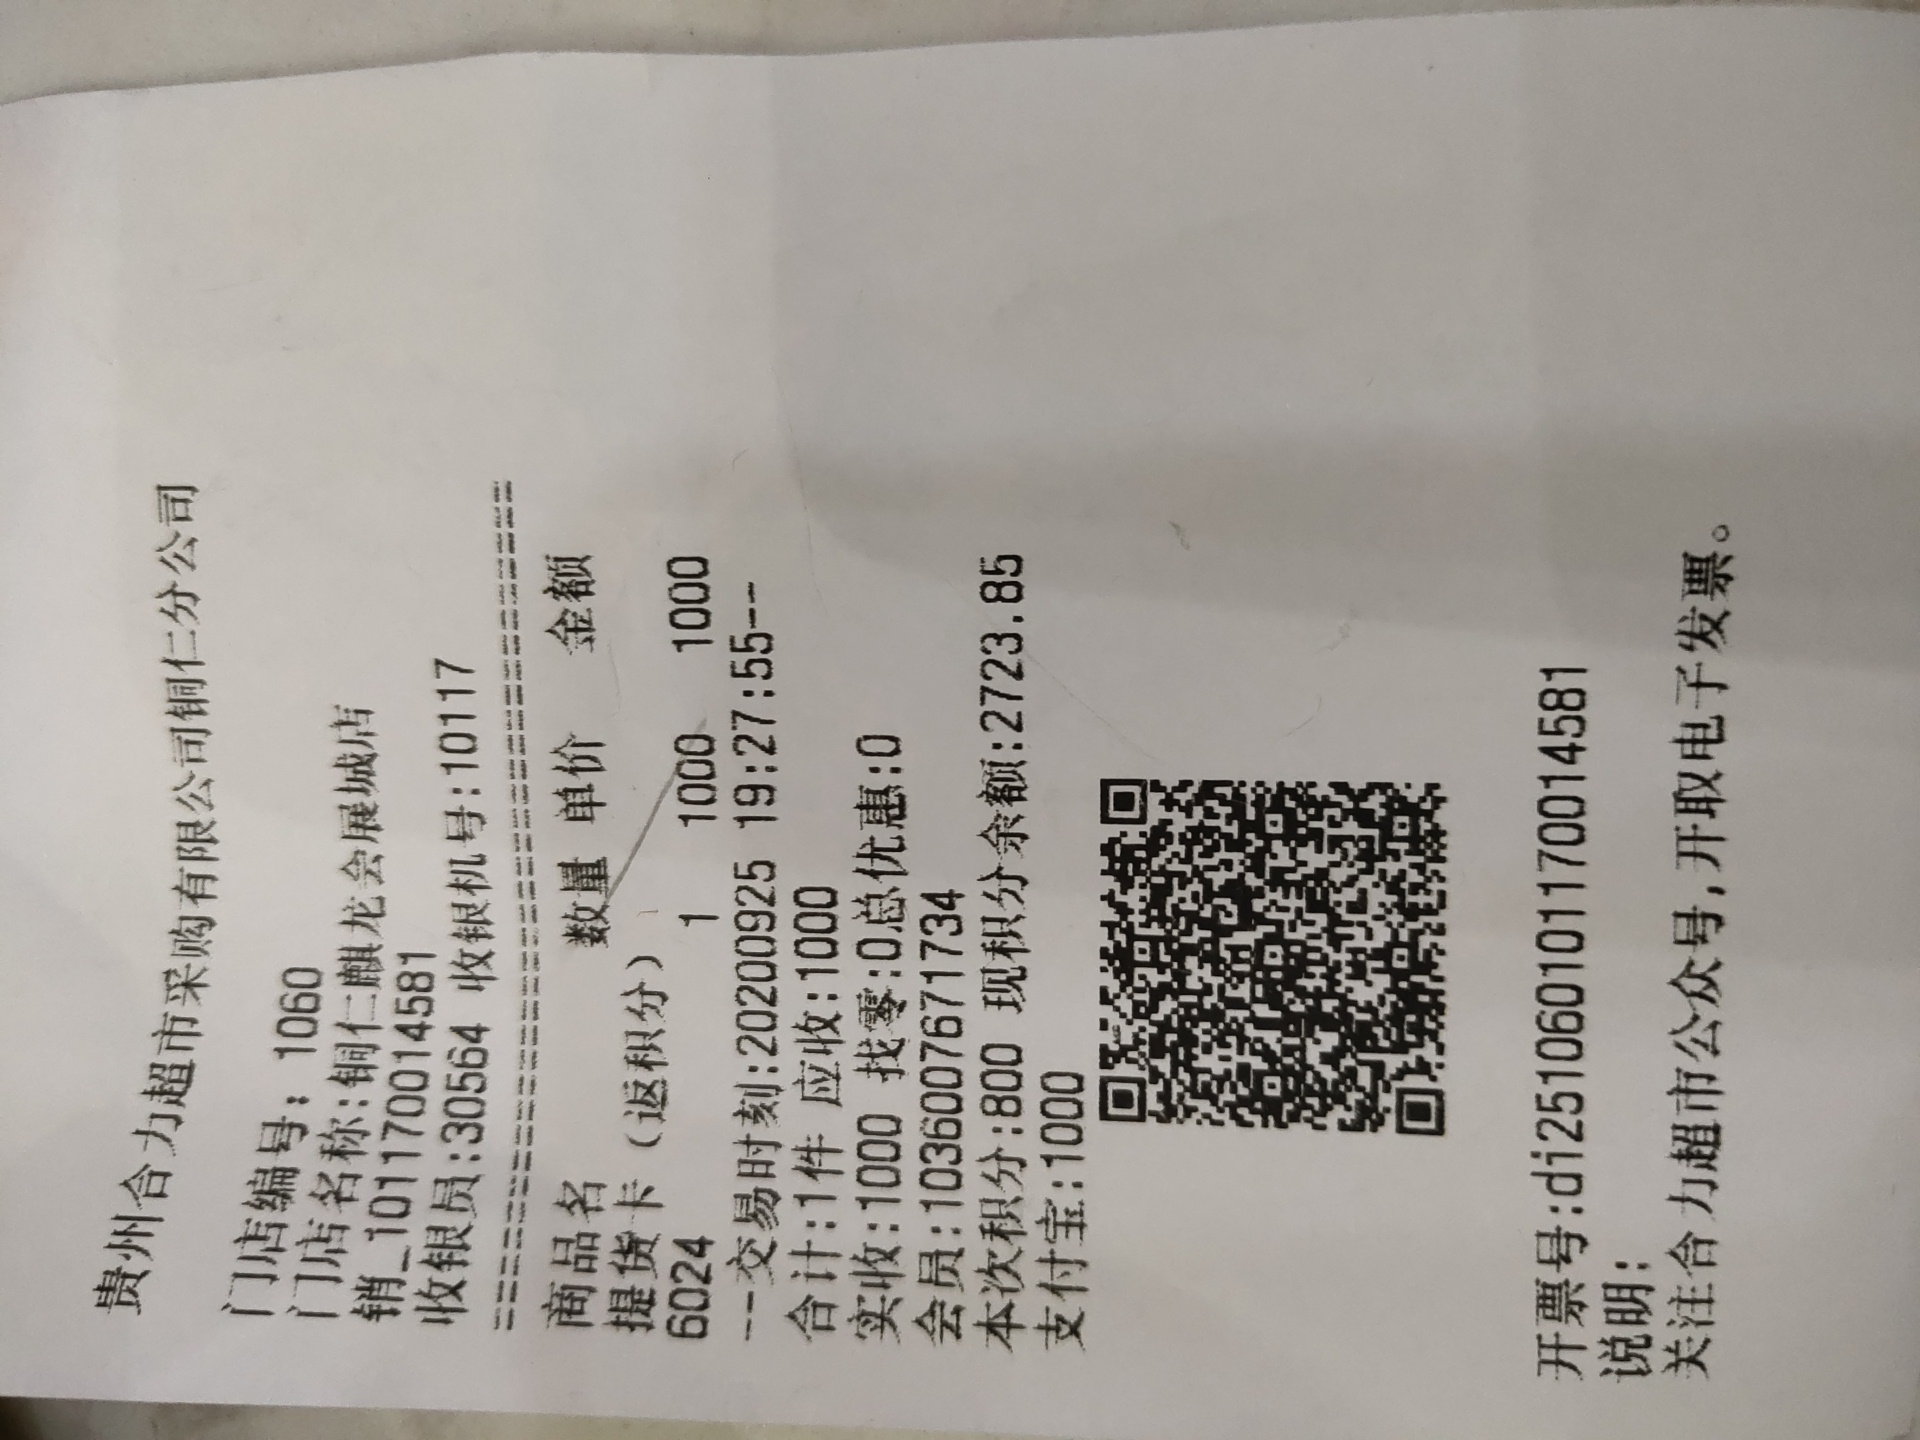 贵州合力超市采购有限公司铜仁分公司
门店编号: 1060
门店名称:铜仁麒龙会展城店
销_101170014581
收银员:30564 收银机号:10117
商品名 数量 单价 金额
提货卡（返积分）
6024 1 1000 1000
--交易时刻:20200925 19:27:55--
合计:1件 应收:1000
实收:1000 找零:0总优惠:0
会员:1036007671734
本次积分:800 现积分余额:2723.85
支付宝:1000
开票号:di251060101170014581
说明:
关注合力超市公众号,开取电子发票。